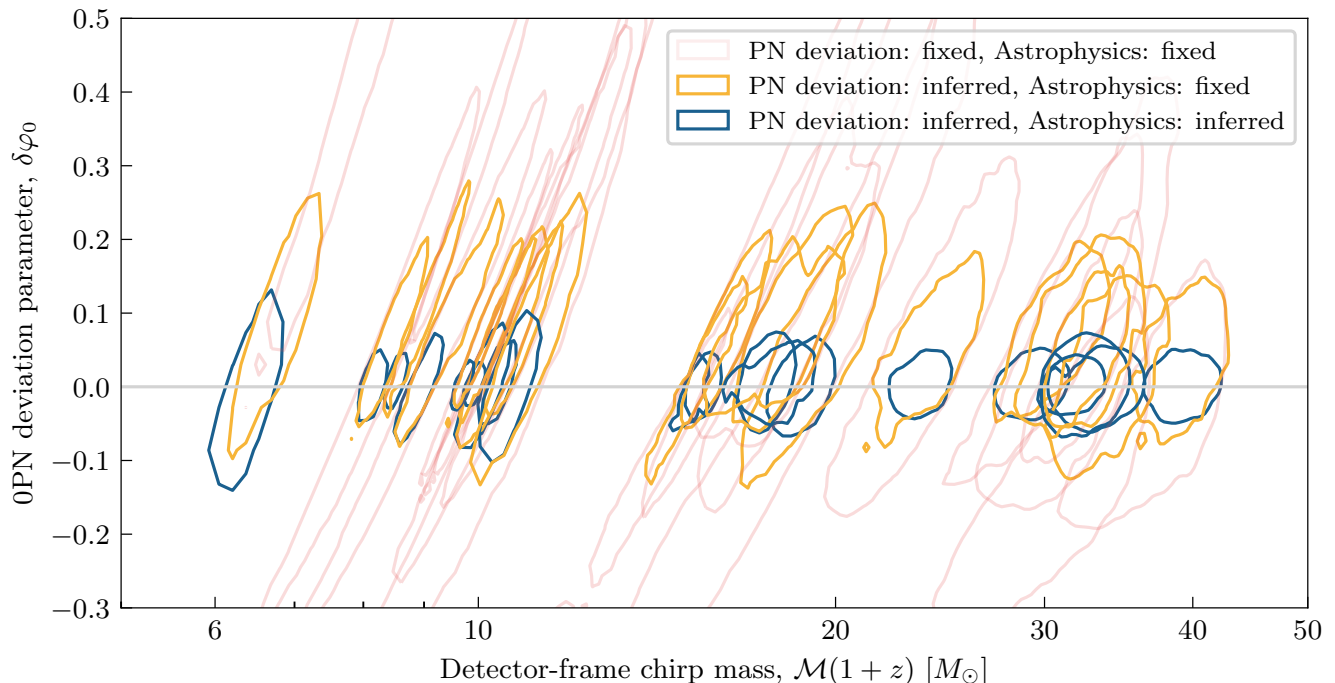 0.5
0.4
0.3
0.2
0.1
0.0
−0.1
−0.2
−0.3
0PN deviation parameter, δφ₀
PN deviation: fixed, Astrophysics: fixed
PN deviation: inferred, Astrophysics: fixed
PN deviation: inferred, Astrophysics: inferred
6 10 20 30 40 50
Detector-frame chirp mass, ℳ(1 + z) [M⊙]